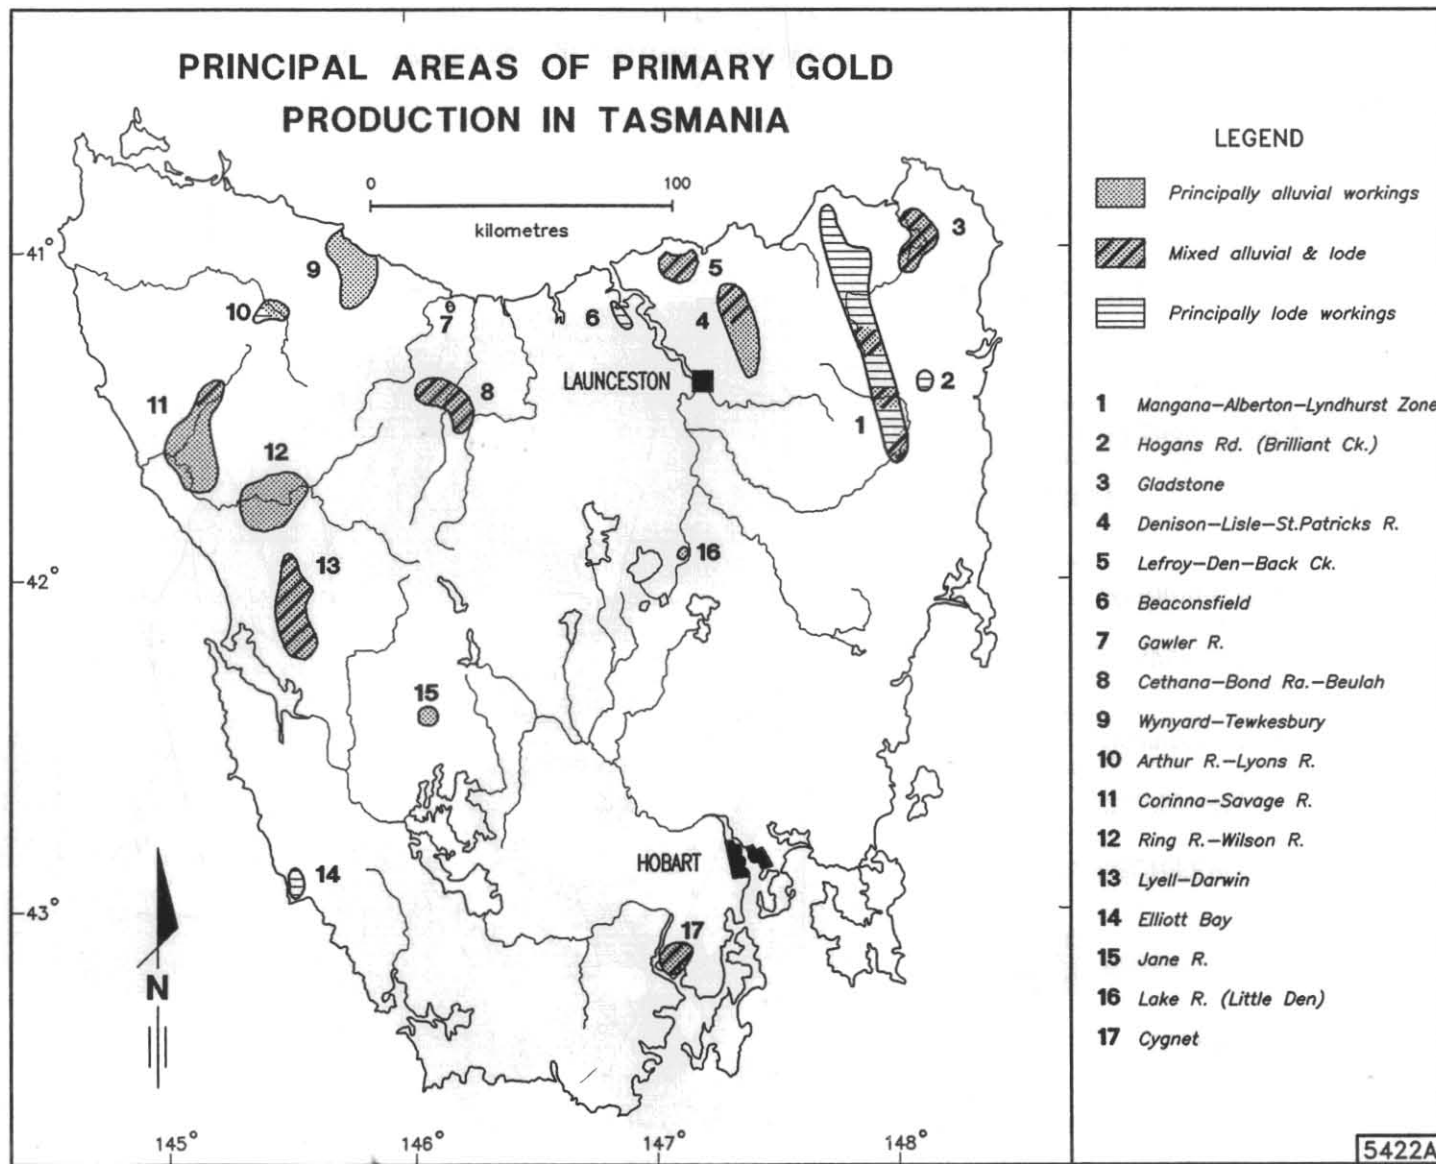 PRINCIPAL AREAS OF PRIMARY GOLD
PRODUCTION IN TASMANIA
0 100
kilometres
41°
42°
43°
145° 146° 147° 148°
3
9
5
10
7
6
4
LAUNCESTON
2
8
11
1
12
16
13
15
HOBART
14
17
N
LEGEND
Principally alluvial workings
Mixed alluvial & lode
Principally lode workings
1 Mangana-Alberton-Lyndhurst Zone
2 Hogans Rd. (Brilliant Ck.)
3 Gladstone
4 Denison-Lisle-St.Patricks R.
5 Lefroy-Den-Back Ck.
6 Beaconsfield
7 Gawler R.
8 Cethana-Bond Ra.-Beulah
9 Wynyard-Tewkesbury
10 Arthur R.-Lyons R.
11 Corinna-Savage R.
12 Ring R.-Wilson R.
13 Lyell-Darwin
14 Elliott Bay
15 Jane R.
16 Lake R. (Little Den)
17 Cygnet
5422A